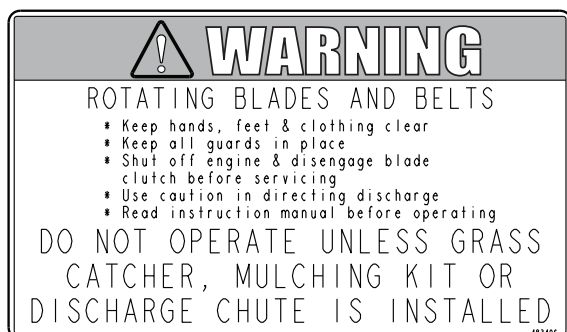 WARNING
ROTATING BLADES AND BELTS
* Keep hands, feet & clothing clear
* Keep all guards in place
* Shut off engine & disengage blade
clutch before servicing
* Use caution in directing discharge
* Read instruction manual before operating
DO NOT OPERATE UNLESS GRASS
CATCHER, MULCHING KIT OR
DISCHARGE CHUTE IS INSTALLED